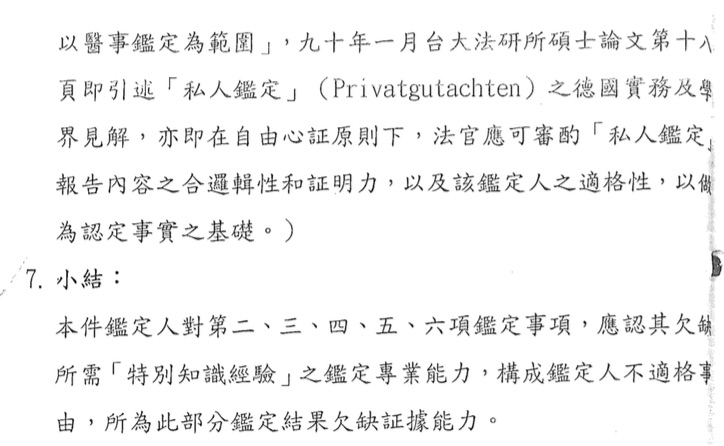 以醫事鑑定為範圍」，九十年一月台大法研所碩士論文第十八
頁即引述「私人鑑定」（Privatgutachten）之德國實務及學
界見解，亦即在自由心証原則下，法官應可審酌「私人鑑定」
報告內容之合邏輯性和証明力，以及該鑑定人之適格性，以做
為認定事實之基礎。）
7. 小結：
本件鑑定人對第二、三、四、五、六項鑑定事項，應認其欠缺
所需「特別知識經驗」之鑑定專業能力，構成鑑定人不適格事
由，所為此部分鑑定結果欠缺証據能力。